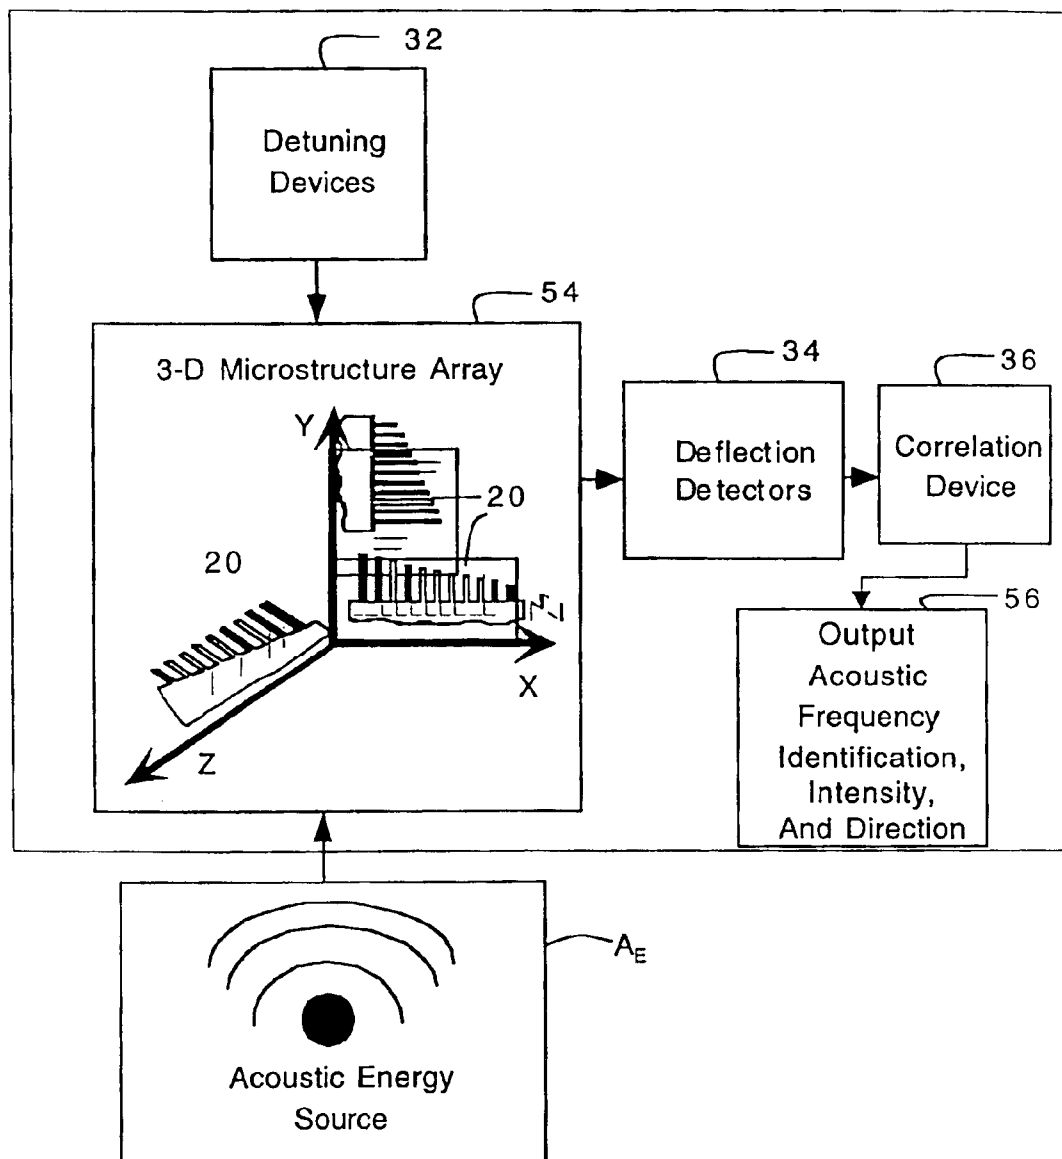 32
Detuning
Devices
54
3-D Microstructure Array
Y
20
20
X
Z
34
Deflection
Detectors
36
Correlation
Device
56
Output
Acoustic
Frequency
Identification,
Intensity,
And Direction
A_E
Acoustic Energy
Source